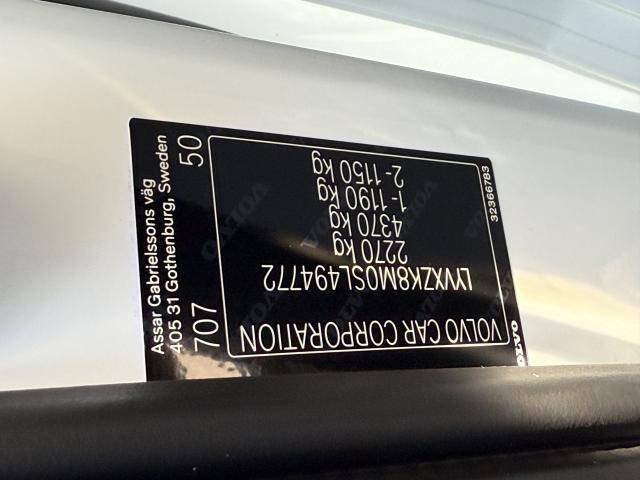 VOLVO CAR CORPORATION
LYVXZK8M0SL494772
2270 kg
4370 kg
1-1190 kg
2-1150 kg
VOLVO
32366783
Assar Gabrielssons väg
405 31 Gothenburg, Sweden
707 50